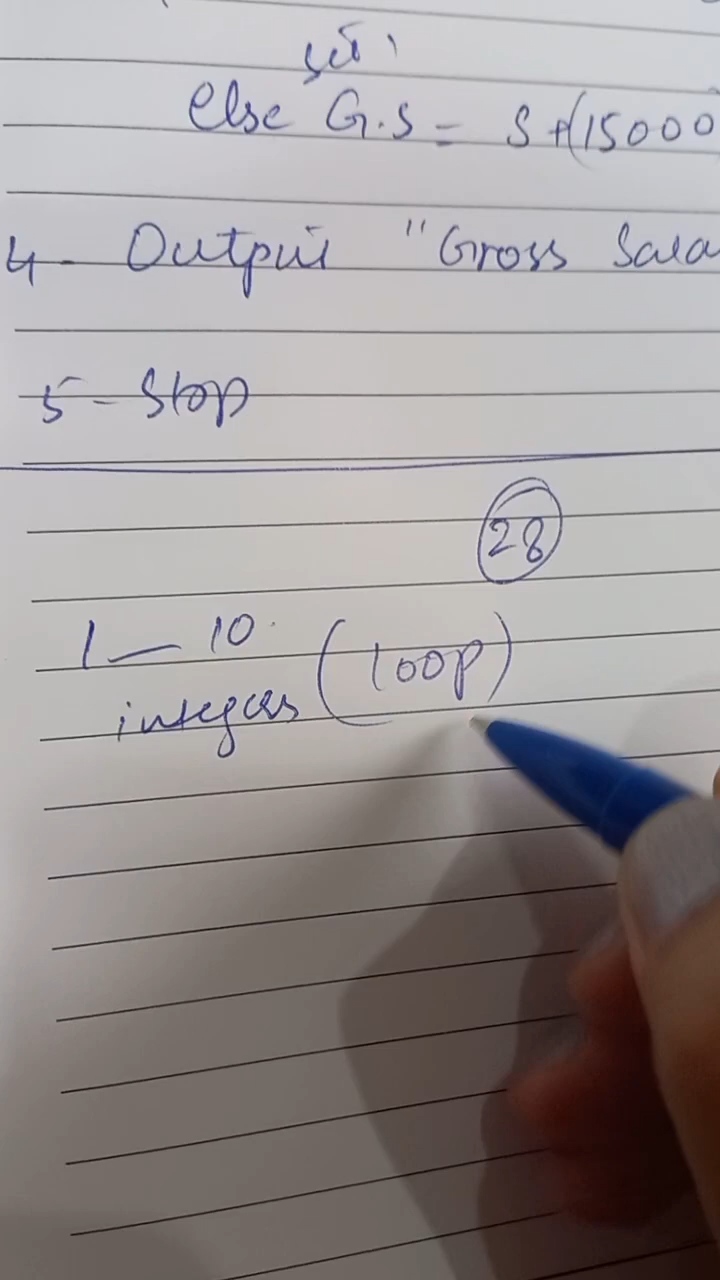 else G.S = S+(15000
4- Output "Gross Sala
5- Stop
28
1 — 10.
integers (loop)